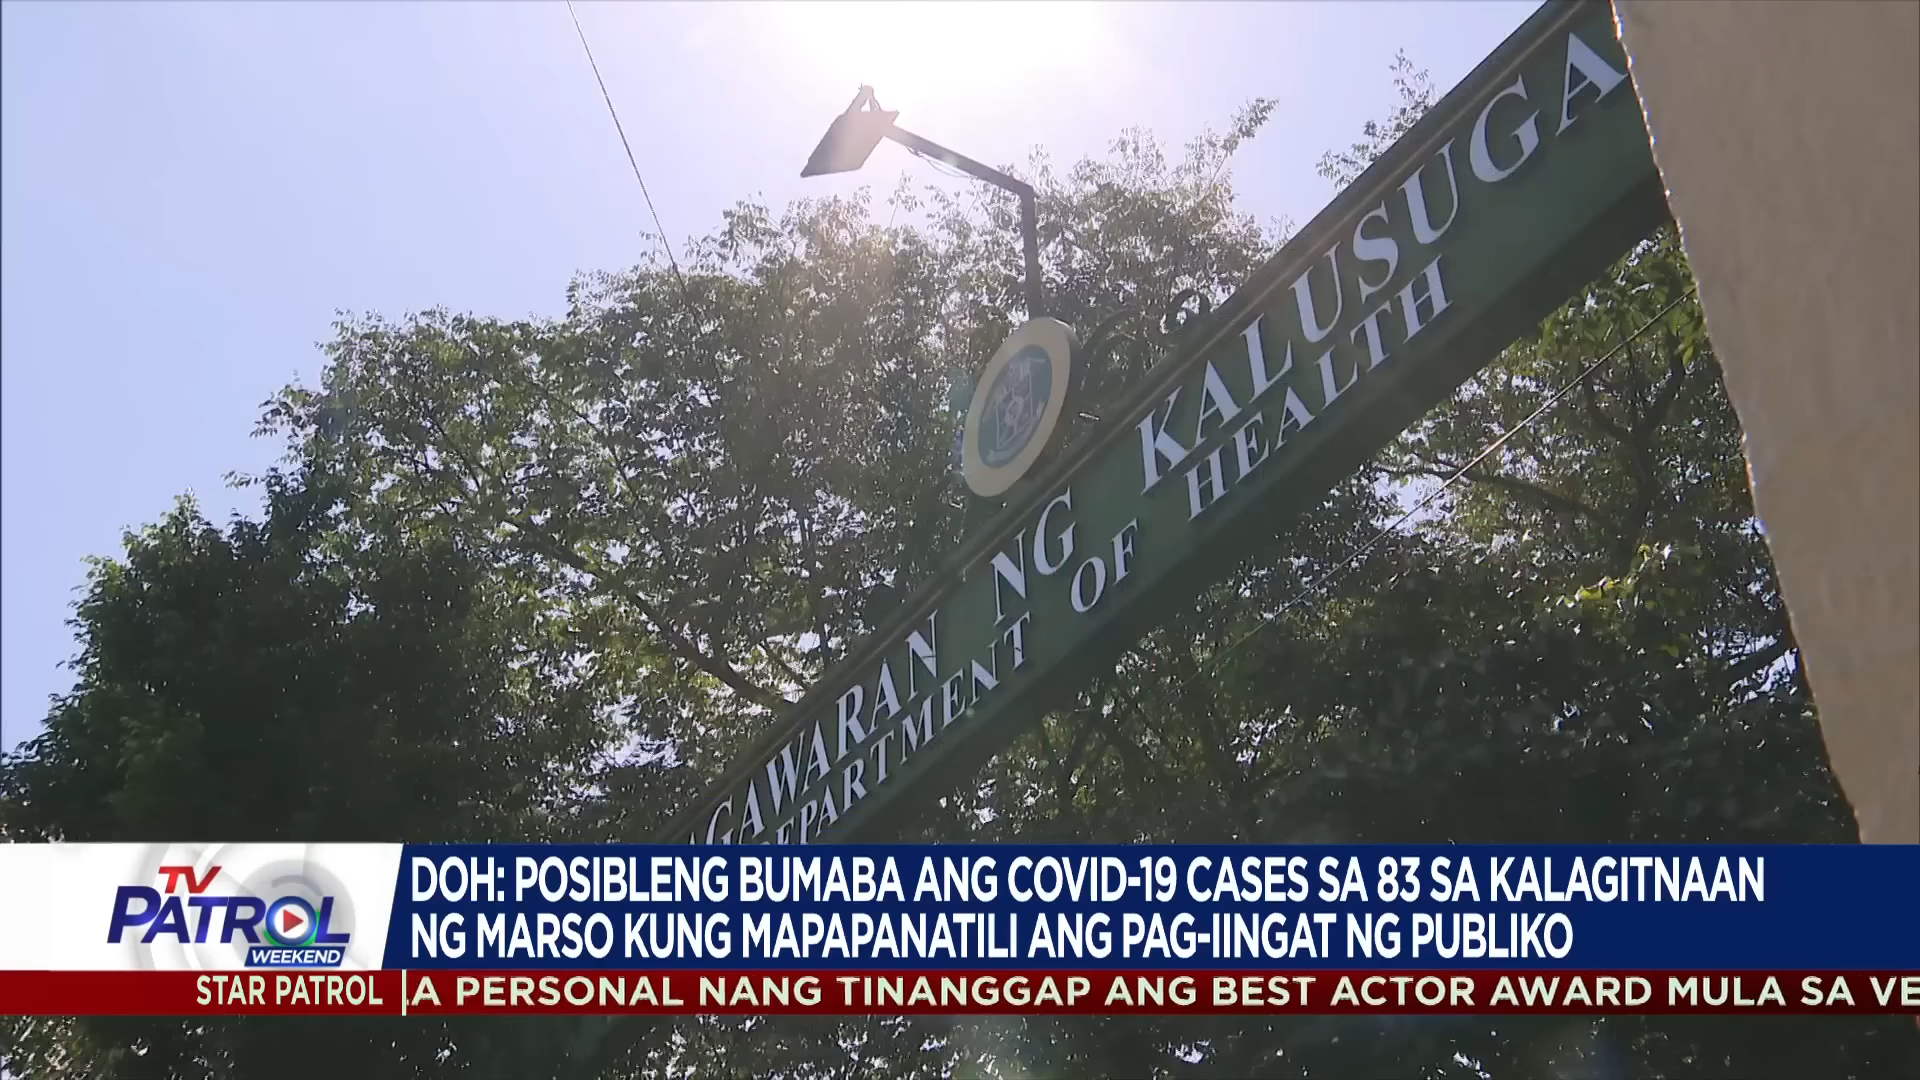 KALUSUGA
NG
HEALTH
OF
DEPARTMENT
TV
PATROL
WEEKEND
DOH: POSIBLENG BUMABA ANG COVID-19 CASES SA 83 SA KALAGITNAAN
NG MARSO KUNG MAPAPANATILI ANG PAG-IINGAT NG PUBLIKO
STAR PATROL
PERSONAL NANG TINANGGAP ANG BEST ACTOR AWARD MULA SA